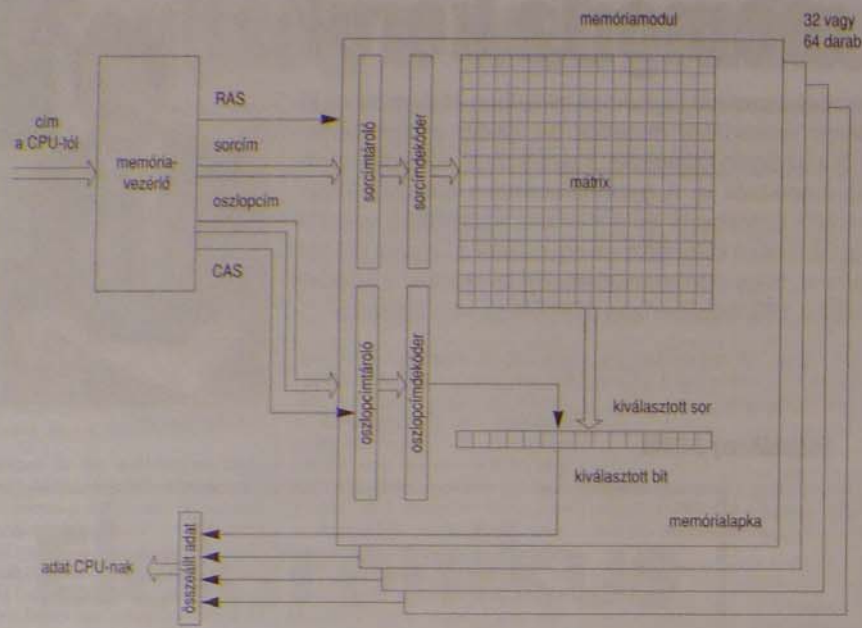 memóriamodul
32 vagy
64 darab
cím
a CPU-tól
memória-
vezérlő
RAS
sorcím
oszlopcím
CAS
sorcímtároló
sorcímdekóder
mátrix
oszlopcímtároló
oszlopcímdekóder
kiválasztott sor
kiválasztott bit
memórialapka
adat CPU-nak
összeállt adat